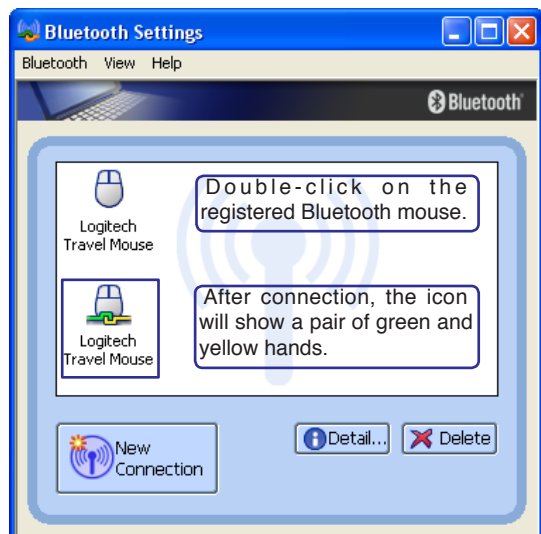 Bluetooth Settings
Bluetooth View Help
Bluetooth
Logitech
Travel Mouse
Double-click on the
registered Bluetooth mouse.
Logitech
Travel Mouse
After connection, the icon
will show a pair of green and
yellow hands.
New
Connection
Detail...
Delete